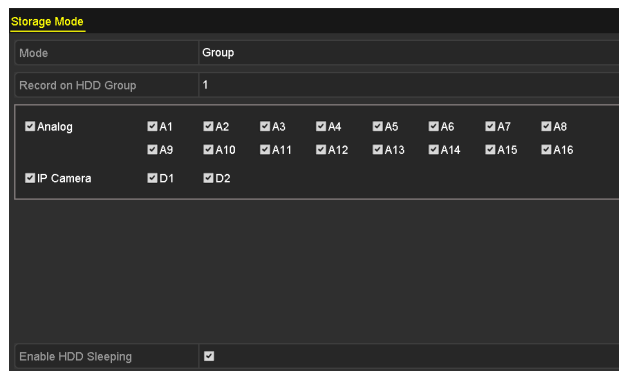 Storage Mode
Mode Group
Record on HDD Group 1
Analog A1 A2 A3 A4 A5 A6 A7 A8
A9 A10 A11 A12 A13 A14 A15 A16
IP Camera D1 D2
Enable HDD Sleeping